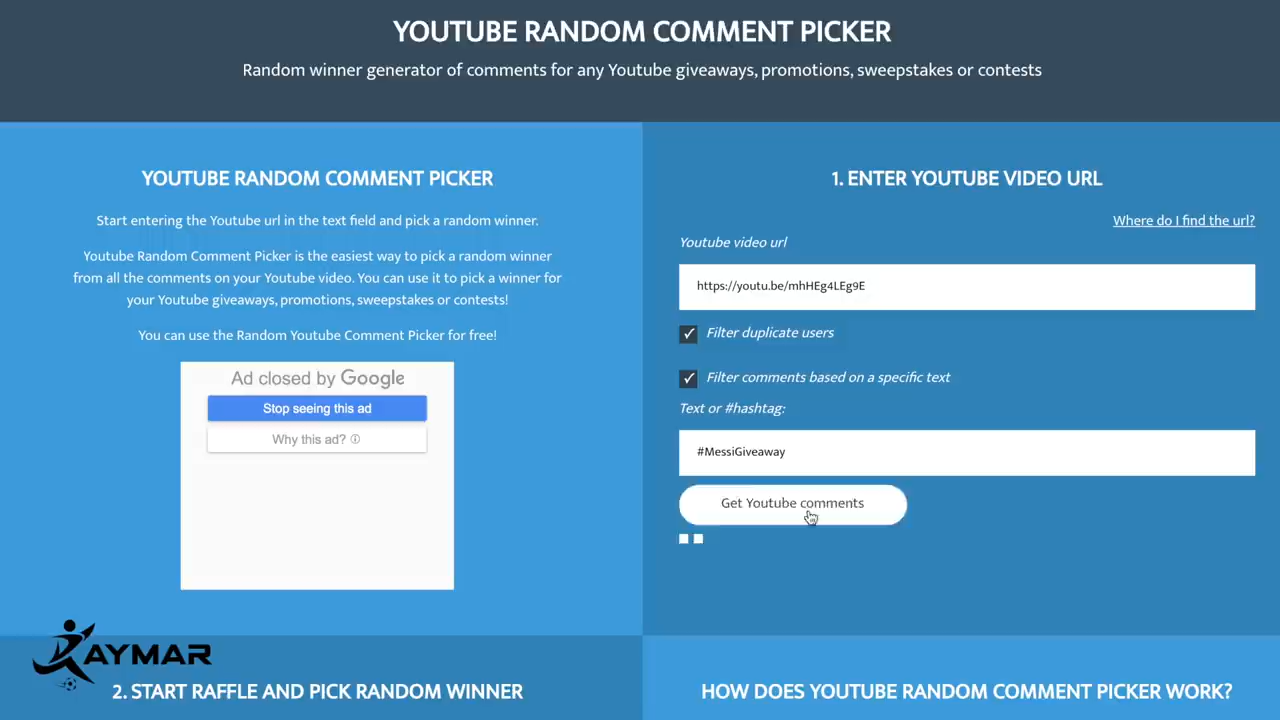 YOUTUBE RANDOM COMMENT PICKER
Random winner generator of comments for any Youtube giveaways, promotions, sweepstakes or contests
YOUTUBE RANDOM COMMENT PICKER
Start entering the Youtube url in the text field and pick a random winner.
Youtube Random Comment Picker is the easiest way to pick a random winner
from all the comments on your Youtube video. You can use it to pick a winner for
your Youtube giveaways, promotions, sweepstakes or contests!
You can use the Random Youtube Comment Picker for free!
Ad closed by Google
Stop seeing this ad
Why this ad?
1. ENTER YOUTUBE VIDEO URL
Where do I find the url?
Youtube video url
https://youtu.be/mhHEg4LEg9E
Filter duplicate users
Filter comments based on a specific text
Text or #hashtag:
#MessiGiveaway
Get Youtube comments
KAYMAR
2. START RAFFLE AND PICK RANDOM WINNER
HOW DOES YOUTUBE RANDOM COMMENT PICKER WORK?